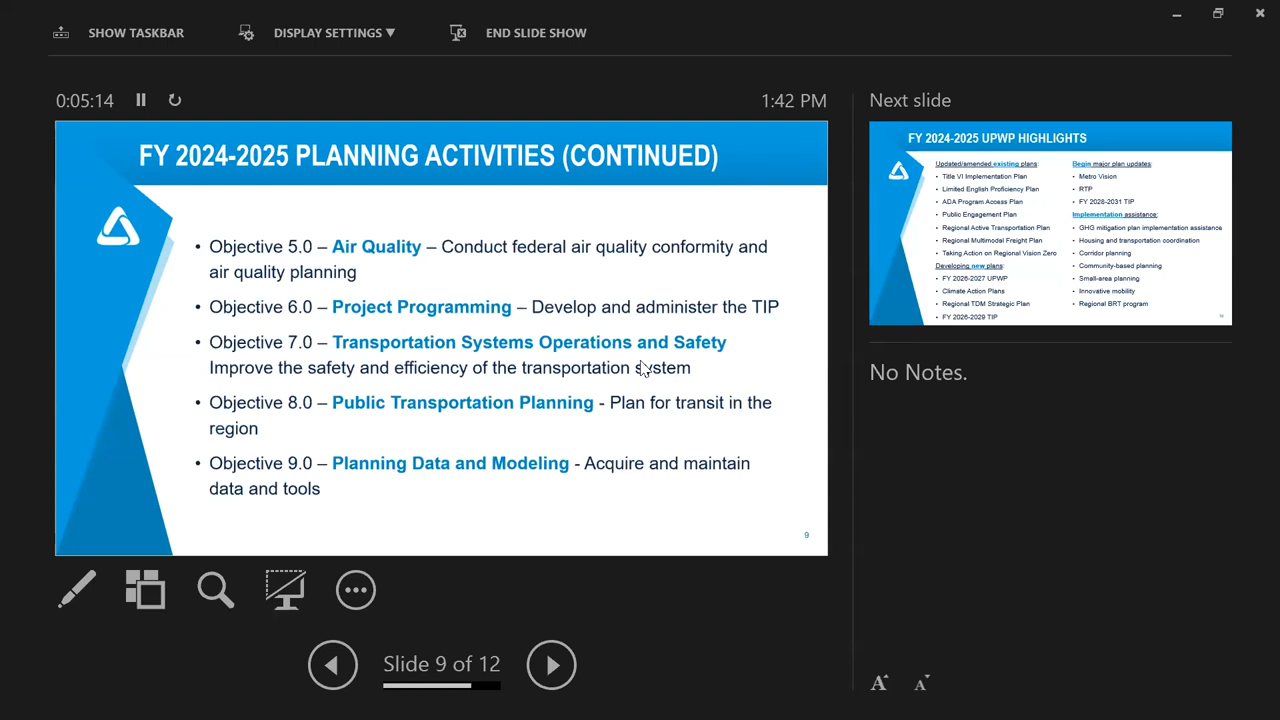 SHOW TASKBAR
DISPLAY SETTINGS ▼
END SLIDE SHOW
0:05:14
1:42 PM
FY 2024-2025 PLANNING ACTIVITIES (CONTINUED)
• Objective 5.0 – Air Quality – Conduct federal air quality conformity and
air quality planning
• Objective 6.0 – Project Programming – Develop and administer the TIP
• Objective 7.0 – Transportation Systems Operations and Safety
Improve the safety and efficiency of the transportation system
• Objective 8.0 – Public Transportation Planning - Plan for transit in the
region
• Objective 9.0 – Planning Data and Modeling - Acquire and maintain
data and tools
9
Slide 9 of 12
Next slide
FY 2024-2025 UPWP HIGHLIGHTS
Updated/amended existing plans:
• Title VI Implementation Plan
• Limited English Proficiency Plan
• ADA Program Access Plan
• Public Engagement Plan
• Regional Active Transportation Plan
• Regional Multimodal Freight Plan
• Taking Action on Regional Vision Zero
Developing new plans:
• FY 2026-2027 UPWP
• Climate Action Plans
• Regional TDM Strategic Plan
• FY 2026-2029 TIP
Begin major plan updates:
• Metro Vision
• RTP
• FY 2028-2031 TIP
Implementation assistance:
• GHG mitigation plan implementation assistance
• Housing and transportation coordination
• Corridor planning
• Community-based planning
• Small-area planning
• Innovative mobility
• Regional BRT program
No Notes.
A A